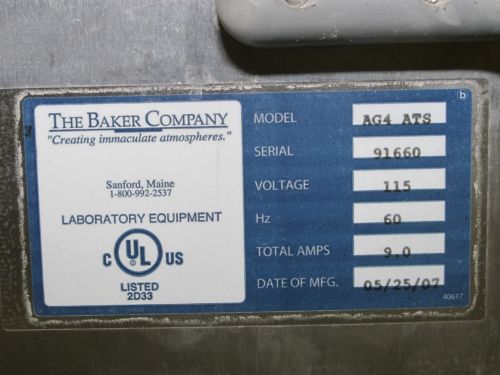 THE BAKER COMPANY
"Creating immaculate atmospheres."
Sanford, Maine
1-800-992-2537
LABORATORY EQUIPMENT
C UL US
LISTED
2D33
b
MODEL AG4 ATS
SERIAL 91660
VOLTAGE 115
Hz 60
TOTAL AMPS 9.0
DATE OF MFG. 05/25/07
40617